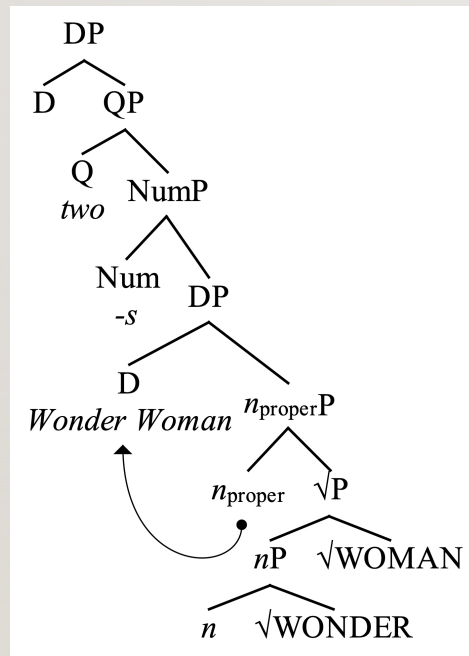 DP
D QP
Q NumP
two
Num DP
-s
D nproperP
Wonder Woman
nproper √P
nP √WOMAN
n √WONDER